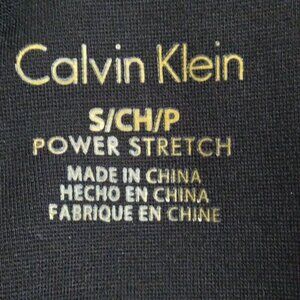 Calvin Klein
S/CH/P
POWER STRETCH
MADE IN CHINA
HECHO EN CHINA
FABRIQUE EN CHINE